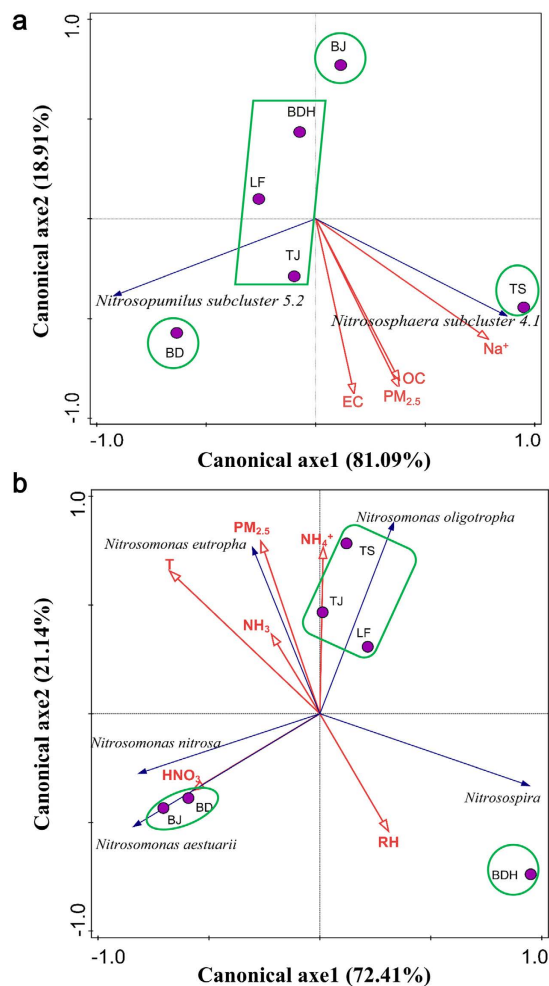 a
1.0
BJ
BDH
LF
TJ
TS
Nitrosopumilus subcluster 5.2
Nitrososphaera subcluster 4.1
BD
Na⁺
OC
PM₂.₅
EC
Canonical axe2 (18.91%)
-1.0
-1.0
1.0
Canonical axe1 (81.09%)
b
1.0
Nitrosomonas oligotropha
PM₂.₅
NH₄⁺
Nitrosomonas eutropha
TS
T
TJ
NH₃
LF
Canonical axe2 (21.14%)
Nitrosomonas nitrosa
HNO₃
Nitrosospira
BJ
BD
Nitrosomonas aestuarii
RH
BDH
-1.0
-1.0
1.0
Canonical axe1 (72.41%)